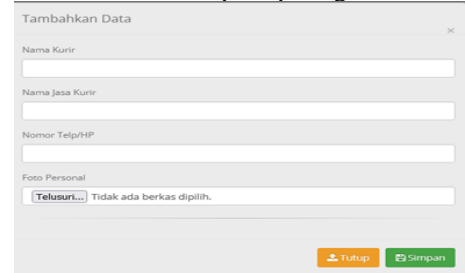 Tambahkan Data
×
Nama Kurir
Nama Jasa Kurir
Nomor Telp/HP
Foto Personal
Telusuri... Tidak ada berkas dipilih.
Tutup Simpan